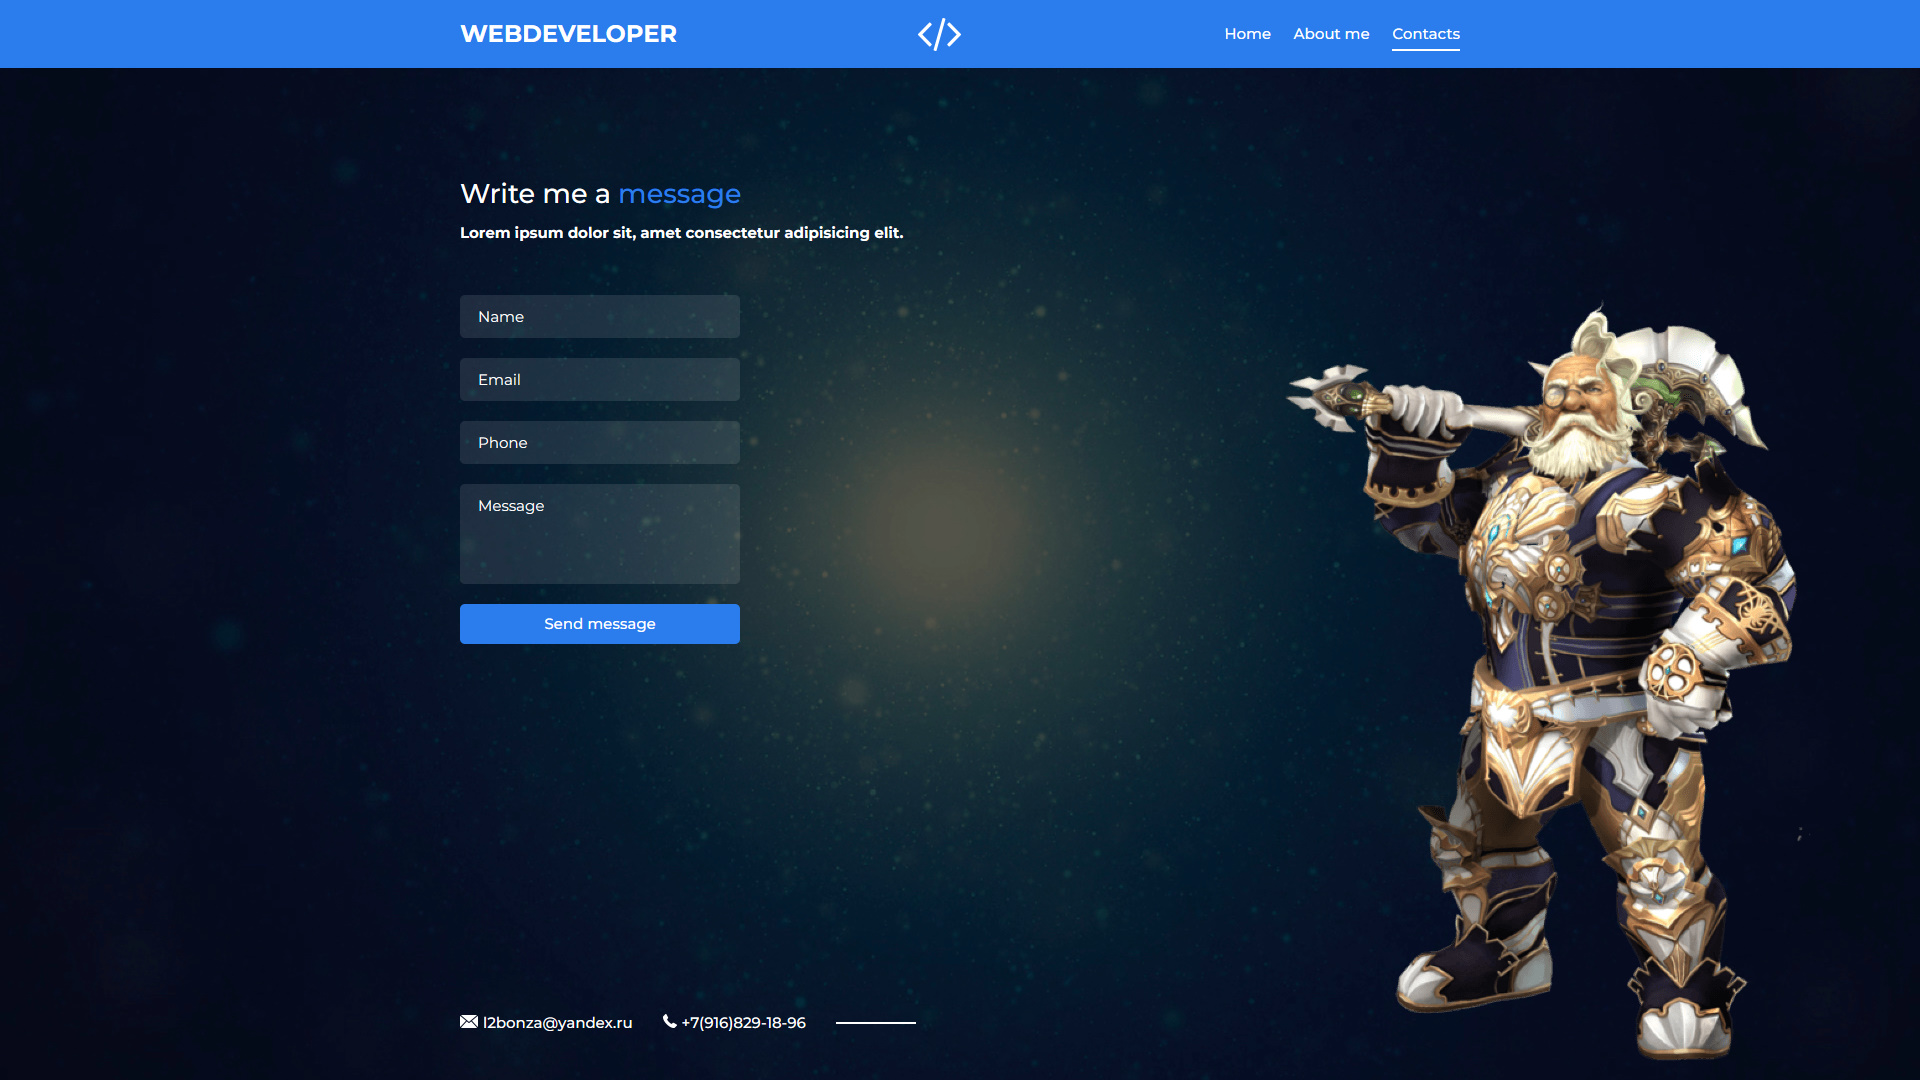 WEBDEVELOPER
</>
Home About me Contacts
Write me a message
Lorem ipsum dolor sit, amet consectetur adipisicing elit.
Name
Email
Phone
Message
Send message
l2bonza@yandex.ru +7(916)829-18-96